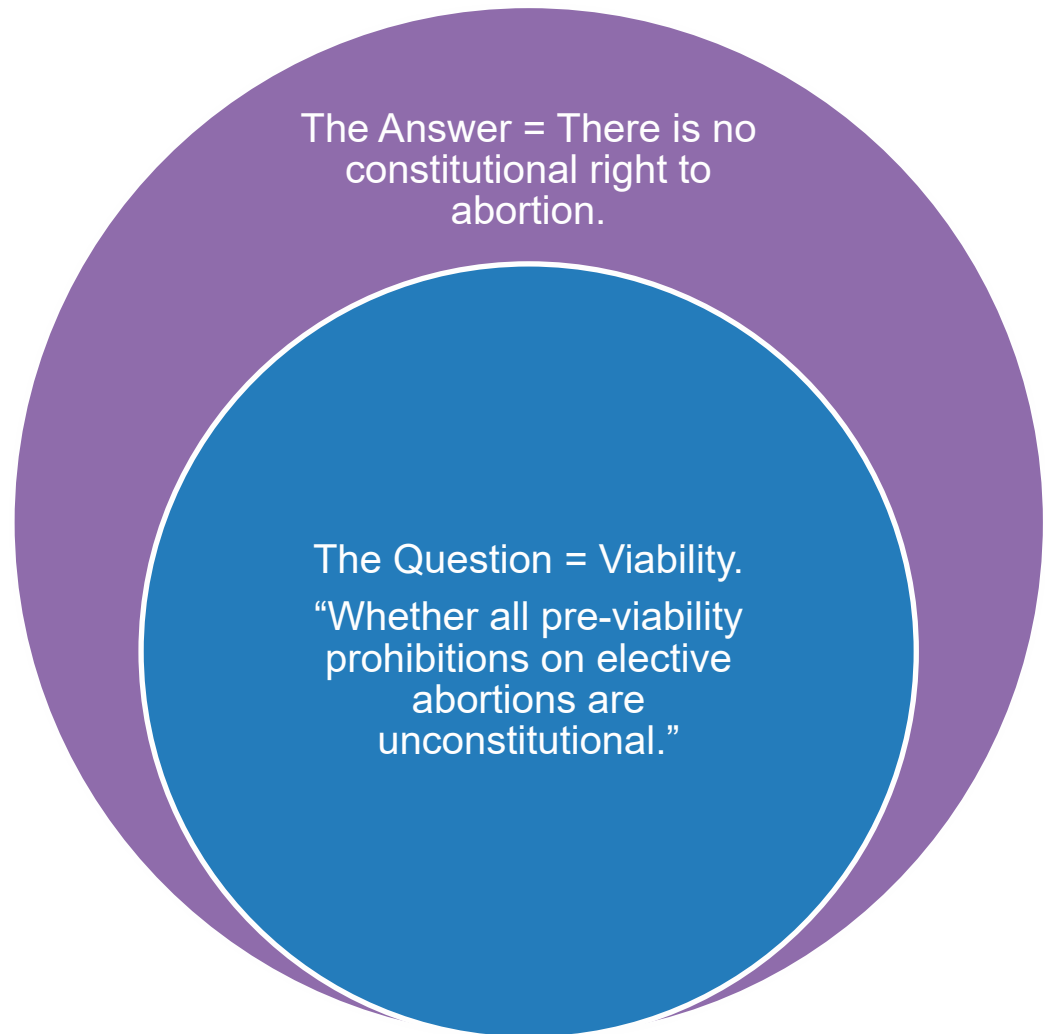 The Answer = There is no
constitutional right to
abortion.
The Question = Viability.
“Whether all pre-viability
prohibitions on elective
abortions are
unconstitutional.”